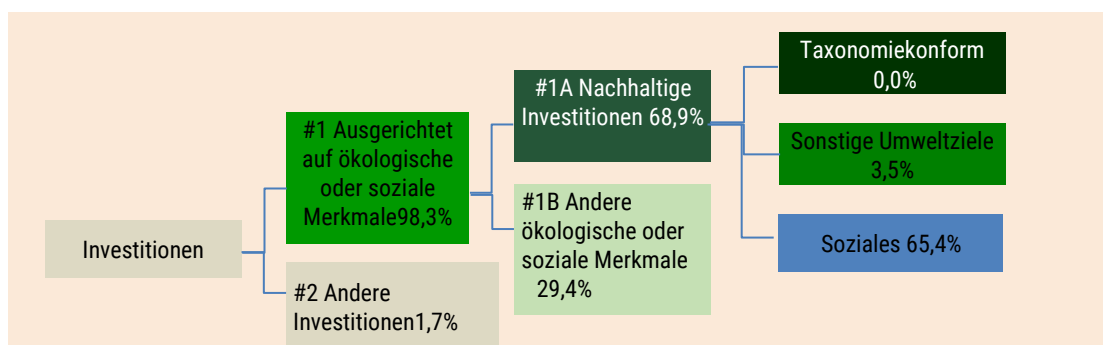 Investitionen
#1 Ausgerichtet
auf ökologische
oder soziale
Merkmale98,3%
#2 Andere
Investitionen1,7%
#1A Nachhaltige
Investitionen 68,9%
#1B Andere
ökologische oder
soziale Merkmale
29,4%
Taxonomiekonform
0,0%
Sonstige Umweltziele
3,5%
Soziales 65,4%